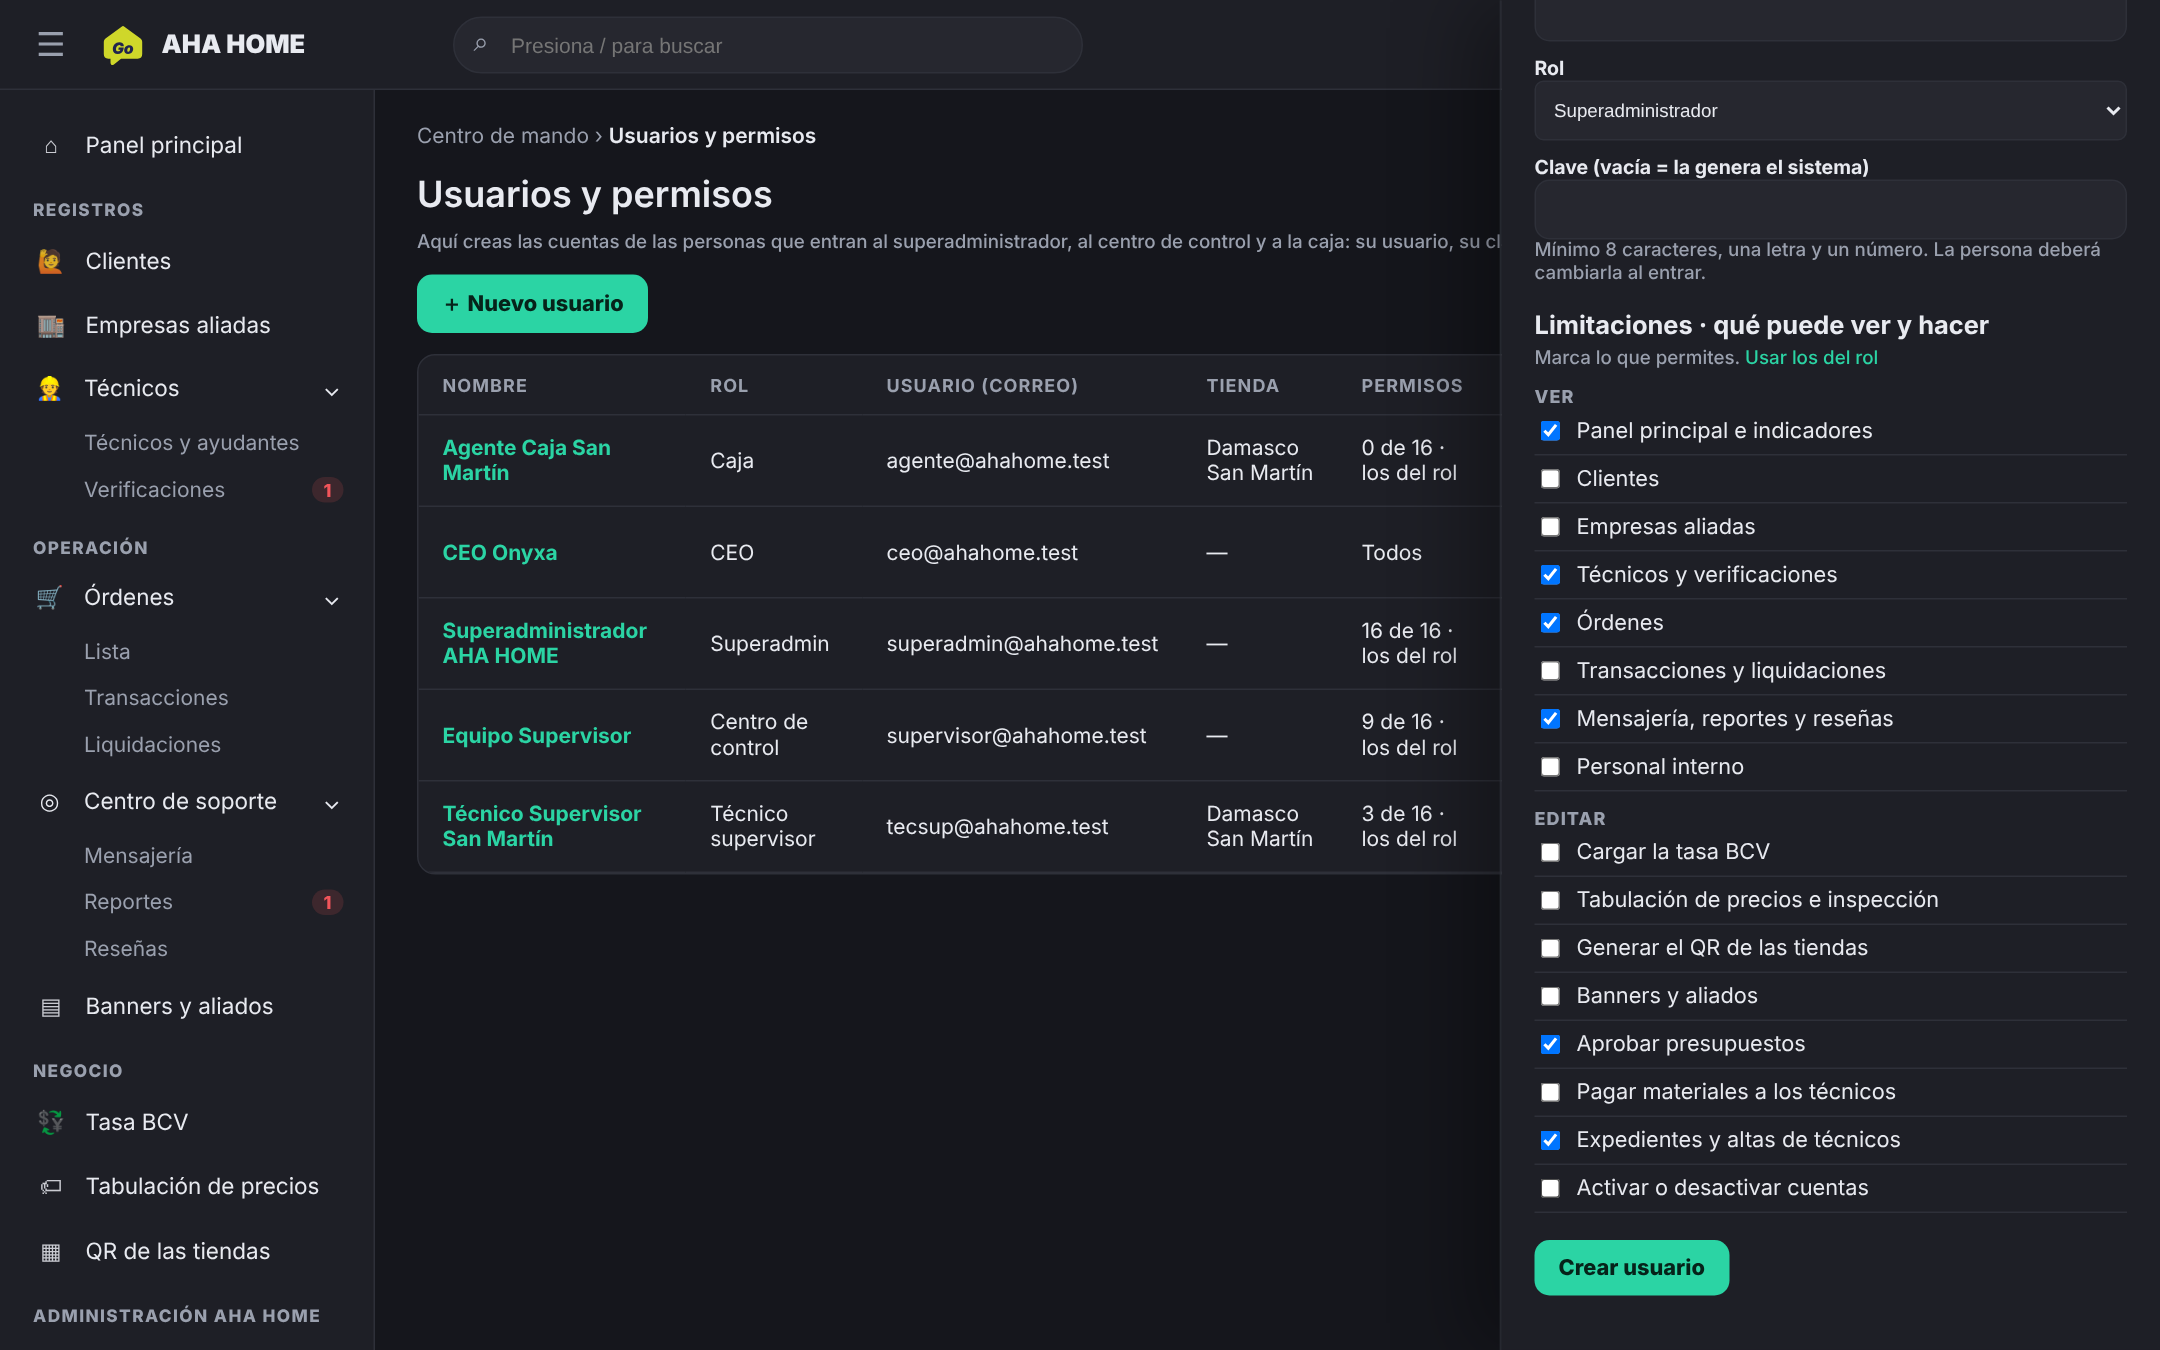 Go
AHA HOME
Presiona / para buscar
Panel principal
REGISTROS
Clientes
Empresas aliadas
Técnicos
Técnicos y ayudantes
Verificaciones
1
OPERACIÓN
Órdenes
Lista
Transacciones
Liquidaciones
Centro de soporte
Mensajería
Reportes
1
Reseñas
Banners y aliados
NEGOCIO
Tasa BCV
Tabulación de precios
QR de las tiendas
ADMINISTRACIÓN AHA HOME
Centro de mando › Usuarios y permisos
Usuarios y permisos
Aquí creas las cuentas de las personas que entran al superadministrador, al centro de control y a la caja: su usuario, su cl
+ Nuevo usuario
NOMBRE ROL USUARIO (CORREO) TIENDA PERMISOS
Agente Caja San
Martín
Caja
agente@ahahome.test
Damasco
San Martín
0 de 16 ·
los del rol
CEO Onyxa
CEO
ceo@ahahome.test
—
Todos
Superadministrador
AHA HOME
Superadmin
superadmin@ahahome.test
—
16 de 16 ·
los del rol
Equipo Supervisor
Centro de
control
supervisor@ahahome.test
—
9 de 16 ·
los del rol
Técnico Supervisor
San Martín
Técnico
supervisor
tecsup@ahahome.test
Damasco
San Martín
3 de 16 ·
los del rol
Rol
Superadministrador
Clave (vacía = la genera el sistema)
Mínimo 8 caracteres, una letra y un número. La persona deberá
cambiarla al entrar.
Limitaciones · qué puede ver y hacer
Marca lo que permites. Usar los del rol
VER
Panel principal e indicadores
Clientes
Empresas aliadas
Técnicos y verificaciones
Órdenes
Transacciones y liquidaciones
Mensajería, reportes y reseñas
Personal interno
EDITAR
Cargar la tasa BCV
Tabulación de precios e inspección
Generar el QR de las tiendas
Banners y aliados
Aprobar presupuestos
Pagar materiales a los técnicos
Expedientes y altas de técnicos
Activar o desactivar cuentas
Crear usuario